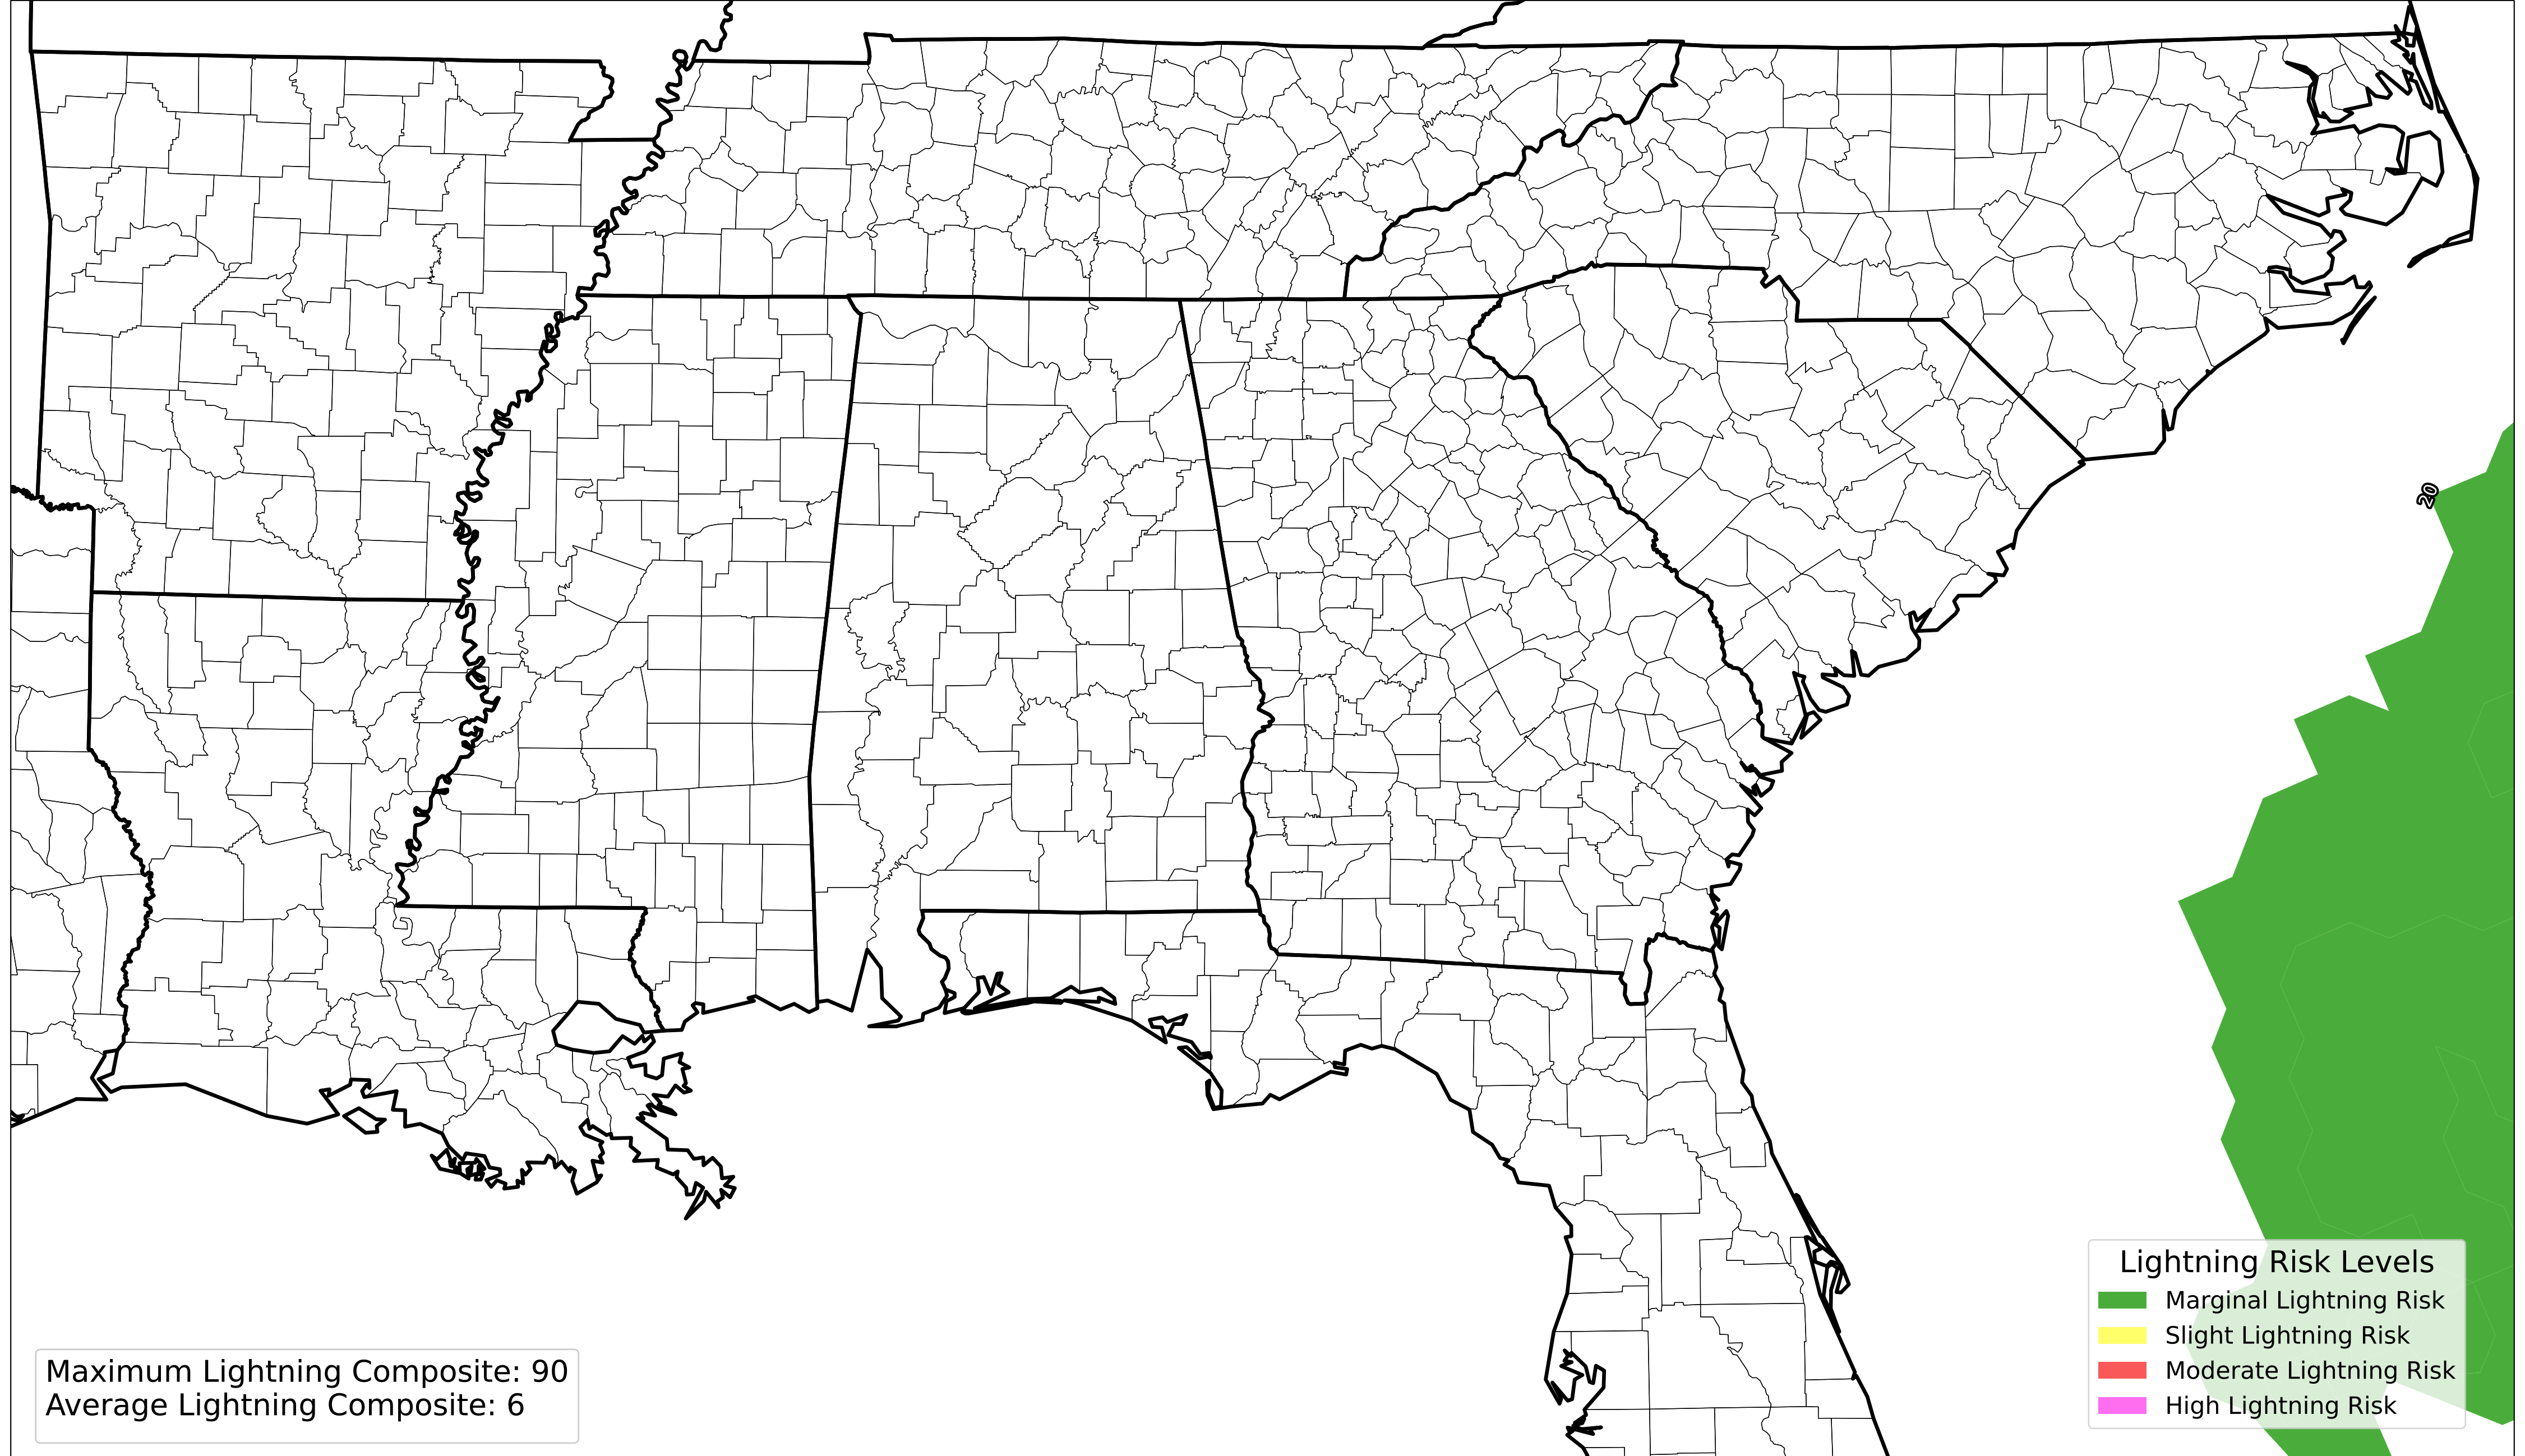 20
Lightning Risk Levels
Marginal Lightning Risk
Slight Lightning Risk
Moderate Lightning Risk
High Lightning Risk
Maximum Lightning Composite: 90
Average Lightning Composite: 6